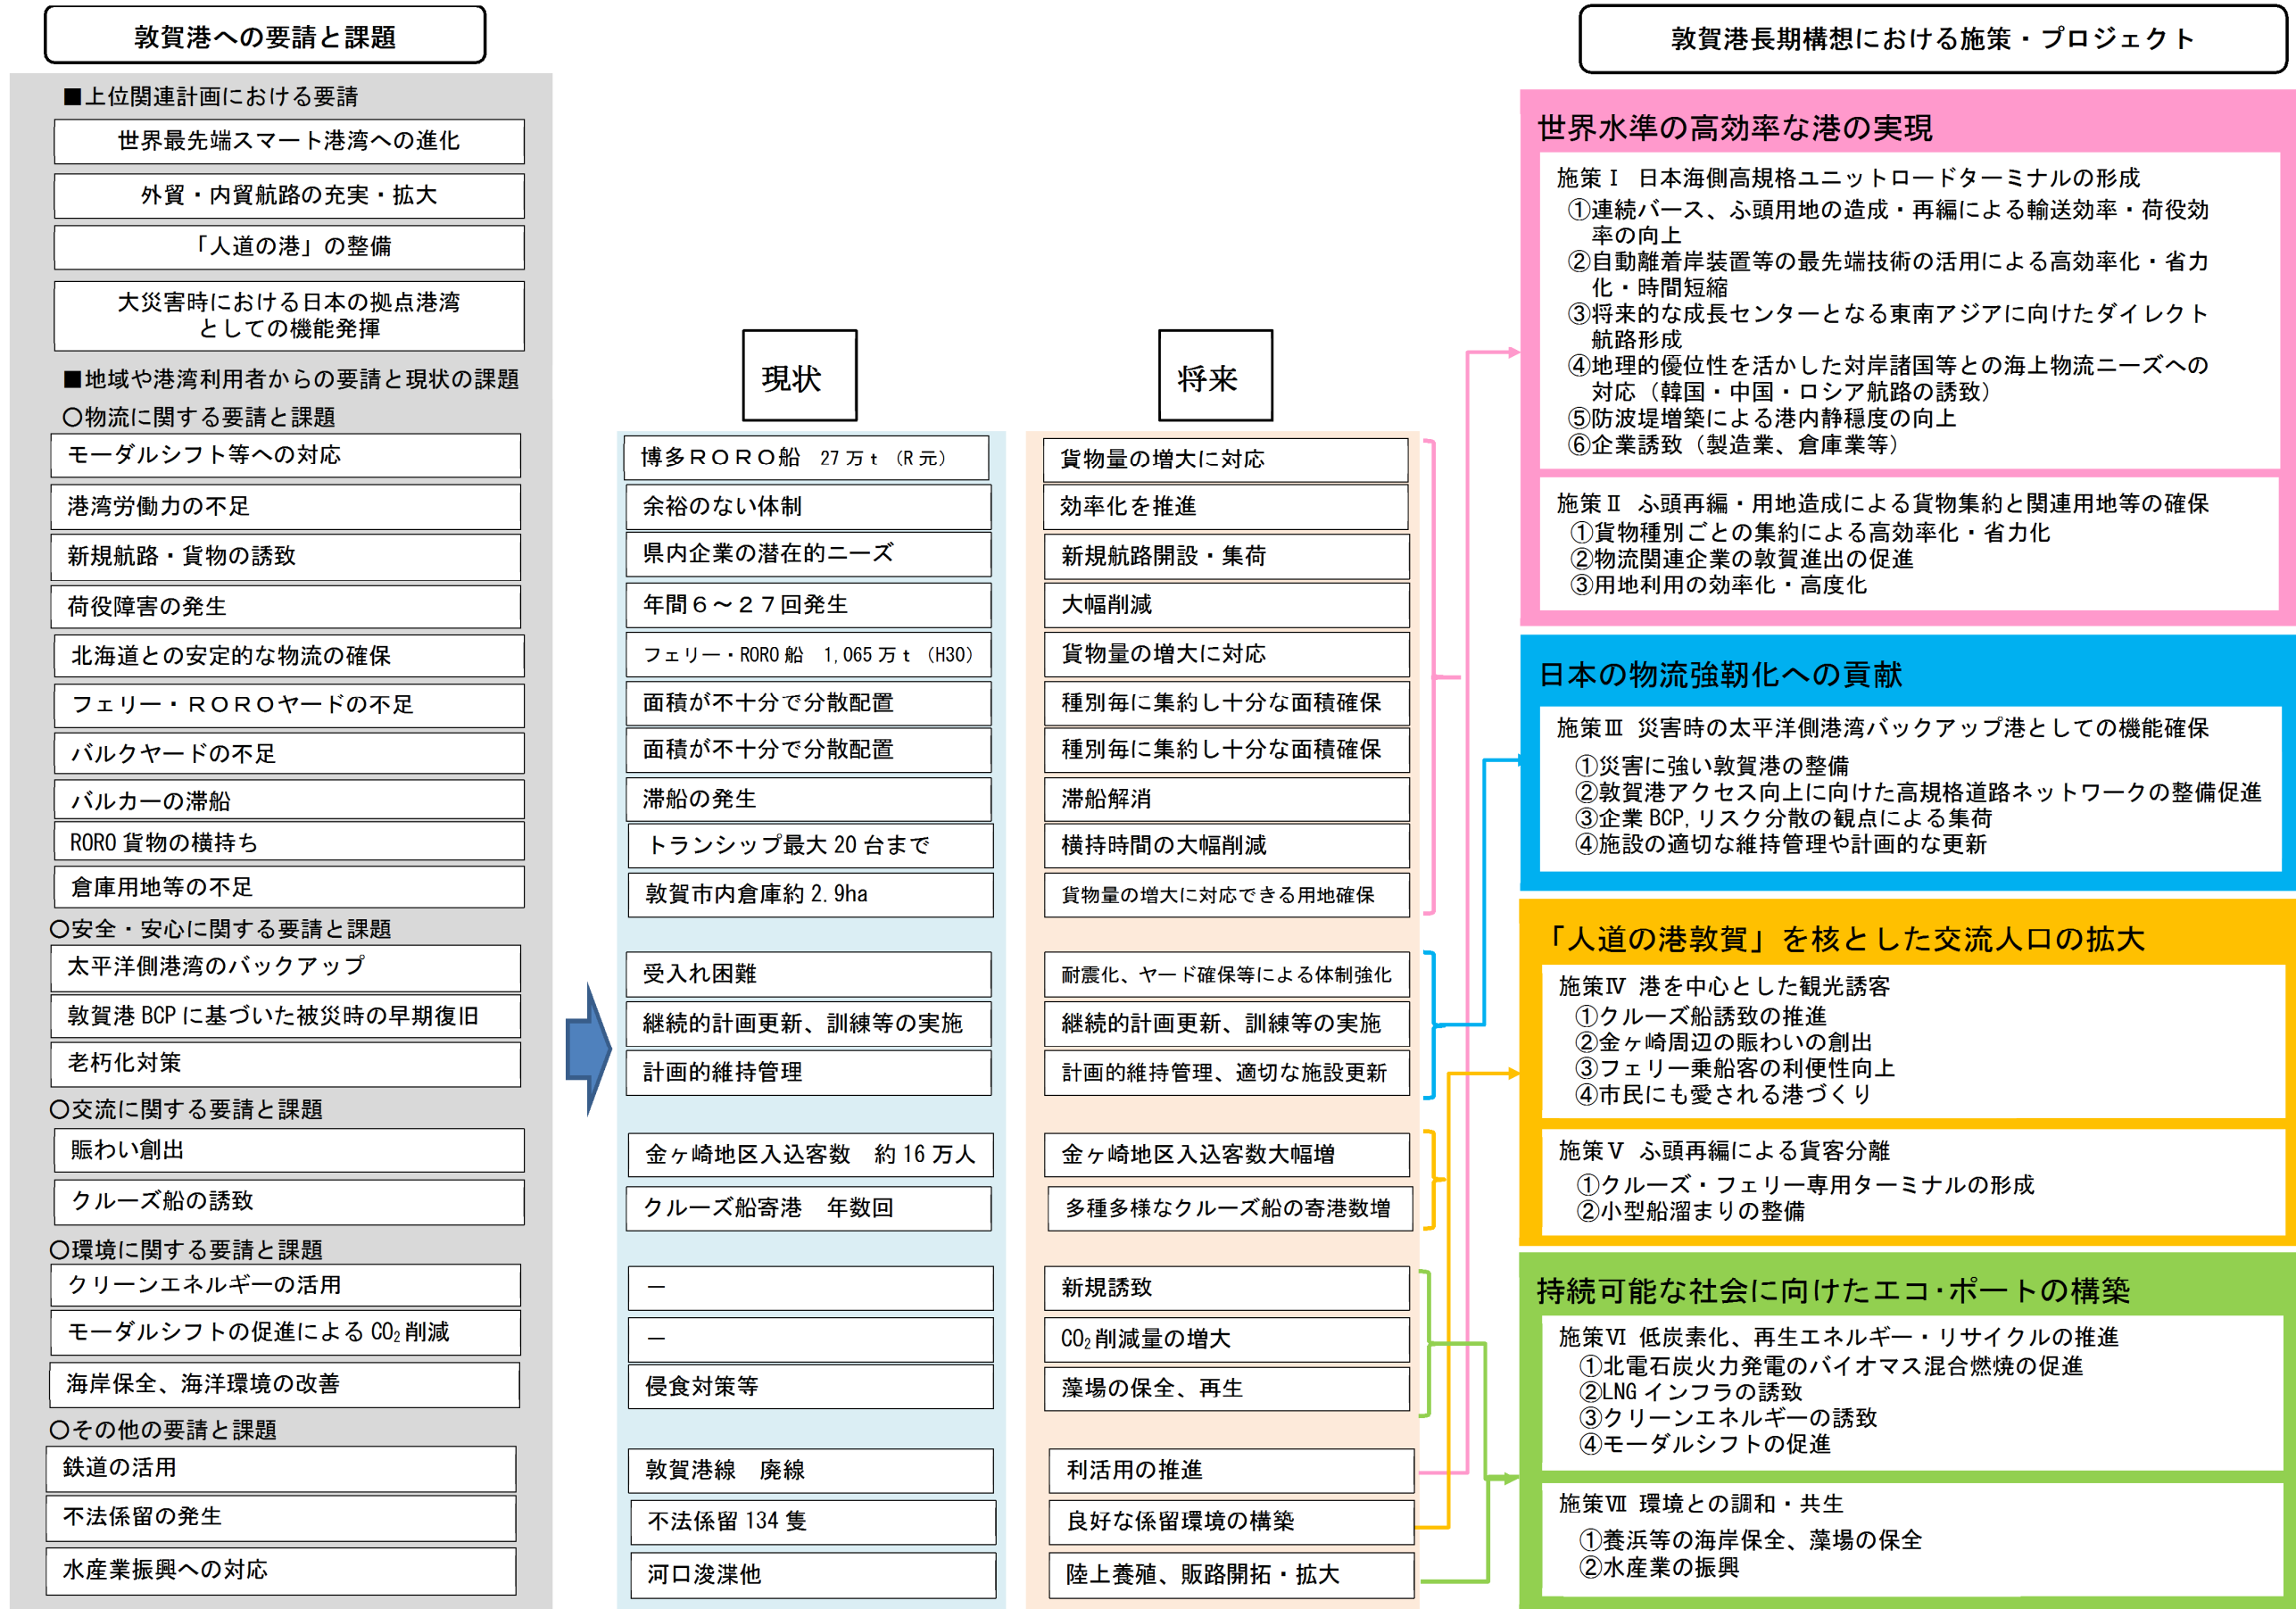 敦賀港への要請と課題
■上位関連計画における要請
世界最先端スマート港湾への進化
外貿・内貿航路の充実・拡大
「人道の港」の整備
大災害時における日本の拠点港湾
としての機能発揮
■地域や港湾利用者からの要請と現状の課題
〇物流に関する要請と課題
モーダルシフト等への対応
港湾労働力の不足
新規航路・貨物の誘致
荷役障害の発生
北海道との安定的な物流の確保
フェリー・ＲＯＲＯヤードの不足
バルクヤードの不足
バルカーの滞船
RORO 貨物の横持ち
倉庫用地等の不足
〇安全・安心に関する要請と課題
太平洋側港湾のバックアップ
敦賀港 BCP に基づいた被災時の早期復旧
老朽化対策
〇交流に関する要請と課題
賑わい創出
クルーズ船の誘致
〇環境に関する要請と課題
クリーンエネルギーの活用
モーダルシフトの促進による CO₂ 削減
海岸保全、海洋環境の改善
〇その他の要請と課題
鉄道の活用
不法係留の発生
水産業振興への対応
現状
博多ＲＯＲＯ船　27 万ｔ（R 元）
余裕のない体制
県内企業の潜在的ニーズ
年間６～２７回発生
フェリー・RORO 船　1,065 万ｔ（H30）
面積が不十分で分散配置
面積が不十分で分散配置
滞船の発生
トランシップ最大 20 台まで
敦賀市内倉庫約 2.9ha
受入れ困難
継続的計画更新、訓練等の実施
計画的維持管理
金ヶ崎地区入込客数　約 16 万人
クルーズ船寄港　年数回
－
－
侵食対策等
敦賀港線　廃線
不法係留 134 隻
河口浚渫他
将来
貨物量の増大に対応
効率化を推進
新規航路開設・集荷
大幅削減
貨物量の増大に対応
種別毎に集約し十分な面積確保
種別毎に集約し十分な面積確保
滞船解消
横持時間の大幅削減
貨物量の増大に対応できる用地確保
耐震化、ヤード確保等による体制強化
継続的計画更新、訓練等の実施
計画的維持管理、適切な施設更新
金ヶ崎地区入込客数大幅増
多種多様なクルーズ船の寄港数増
新規誘致
CO₂ 削減量の増大
藻場の保全、再生
利活用の推進
良好な係留環境の構築
陸上養殖、販路開拓・拡大
敦賀港長期構想における施策・プロジェクト
世界水準の高効率な港の実現
施策Ⅰ 日本海側高規格ユニットロードターミナルの形成
①連続バース、ふ頭用地の造成・再編による輸送効率・荷役効
率の向上
②自動離着岸装置等の最先端技術の活用による高効率化・省力
化・時間短縮
③将来的な成長センターとなる東南アジアに向けたダイレクト
航路形成
④地理的優位性を活かした対岸諸国等との海上物流ニーズへの
対応（韓国・中国・ロシア航路の誘致）
⑤防波堤増築による港内静穏度の向上
⑥企業誘致（製造業、倉庫業等）
施策Ⅱ ふ頭再編・用地造成による貨物集約と関連用地等の確保
①貨物種別ごとの集約による高効率化・省力化
②物流関連企業の敦賀進出の促進
③用地利用の効率化・高度化
日本の物流強靭化への貢献
施策Ⅲ 災害時の太平洋側港湾バックアップ港としての機能確保
①災害に強い敦賀港の整備
②敦賀港アクセス向上に向けた高規格道路ネットワークの整備促進
③企業 BCP,リスク分散の観点による集荷
④施設の適切な維持管理や計画的な更新
「人道の港敦賀」を核とした交流人口の拡大
施策Ⅳ 港を中心とした観光誘客
①クルーズ船誘致の推進
②金ヶ崎周辺の賑わいの創出
③フェリー乗船客の利便性向上
④市民にも愛される港づくり
施策Ⅴ ふ頭再編による貨客分離
①クルーズ・フェリー専用ターミナルの形成
②小型船溜まりの整備
持続可能な社会に向けたエコ・ポートの構築
施策Ⅵ 低炭素化、再生エネルギー・リサイクルの推進
①北電石炭火力発電のバイオマス混合燃焼の促進
②LNG インフラの誘致
③クリーンエネルギーの誘致
④モーダルシフトの促進
施策Ⅶ 環境との調和・共生
①養浜等の海岸保全、藻場の保全
②水産業の振興